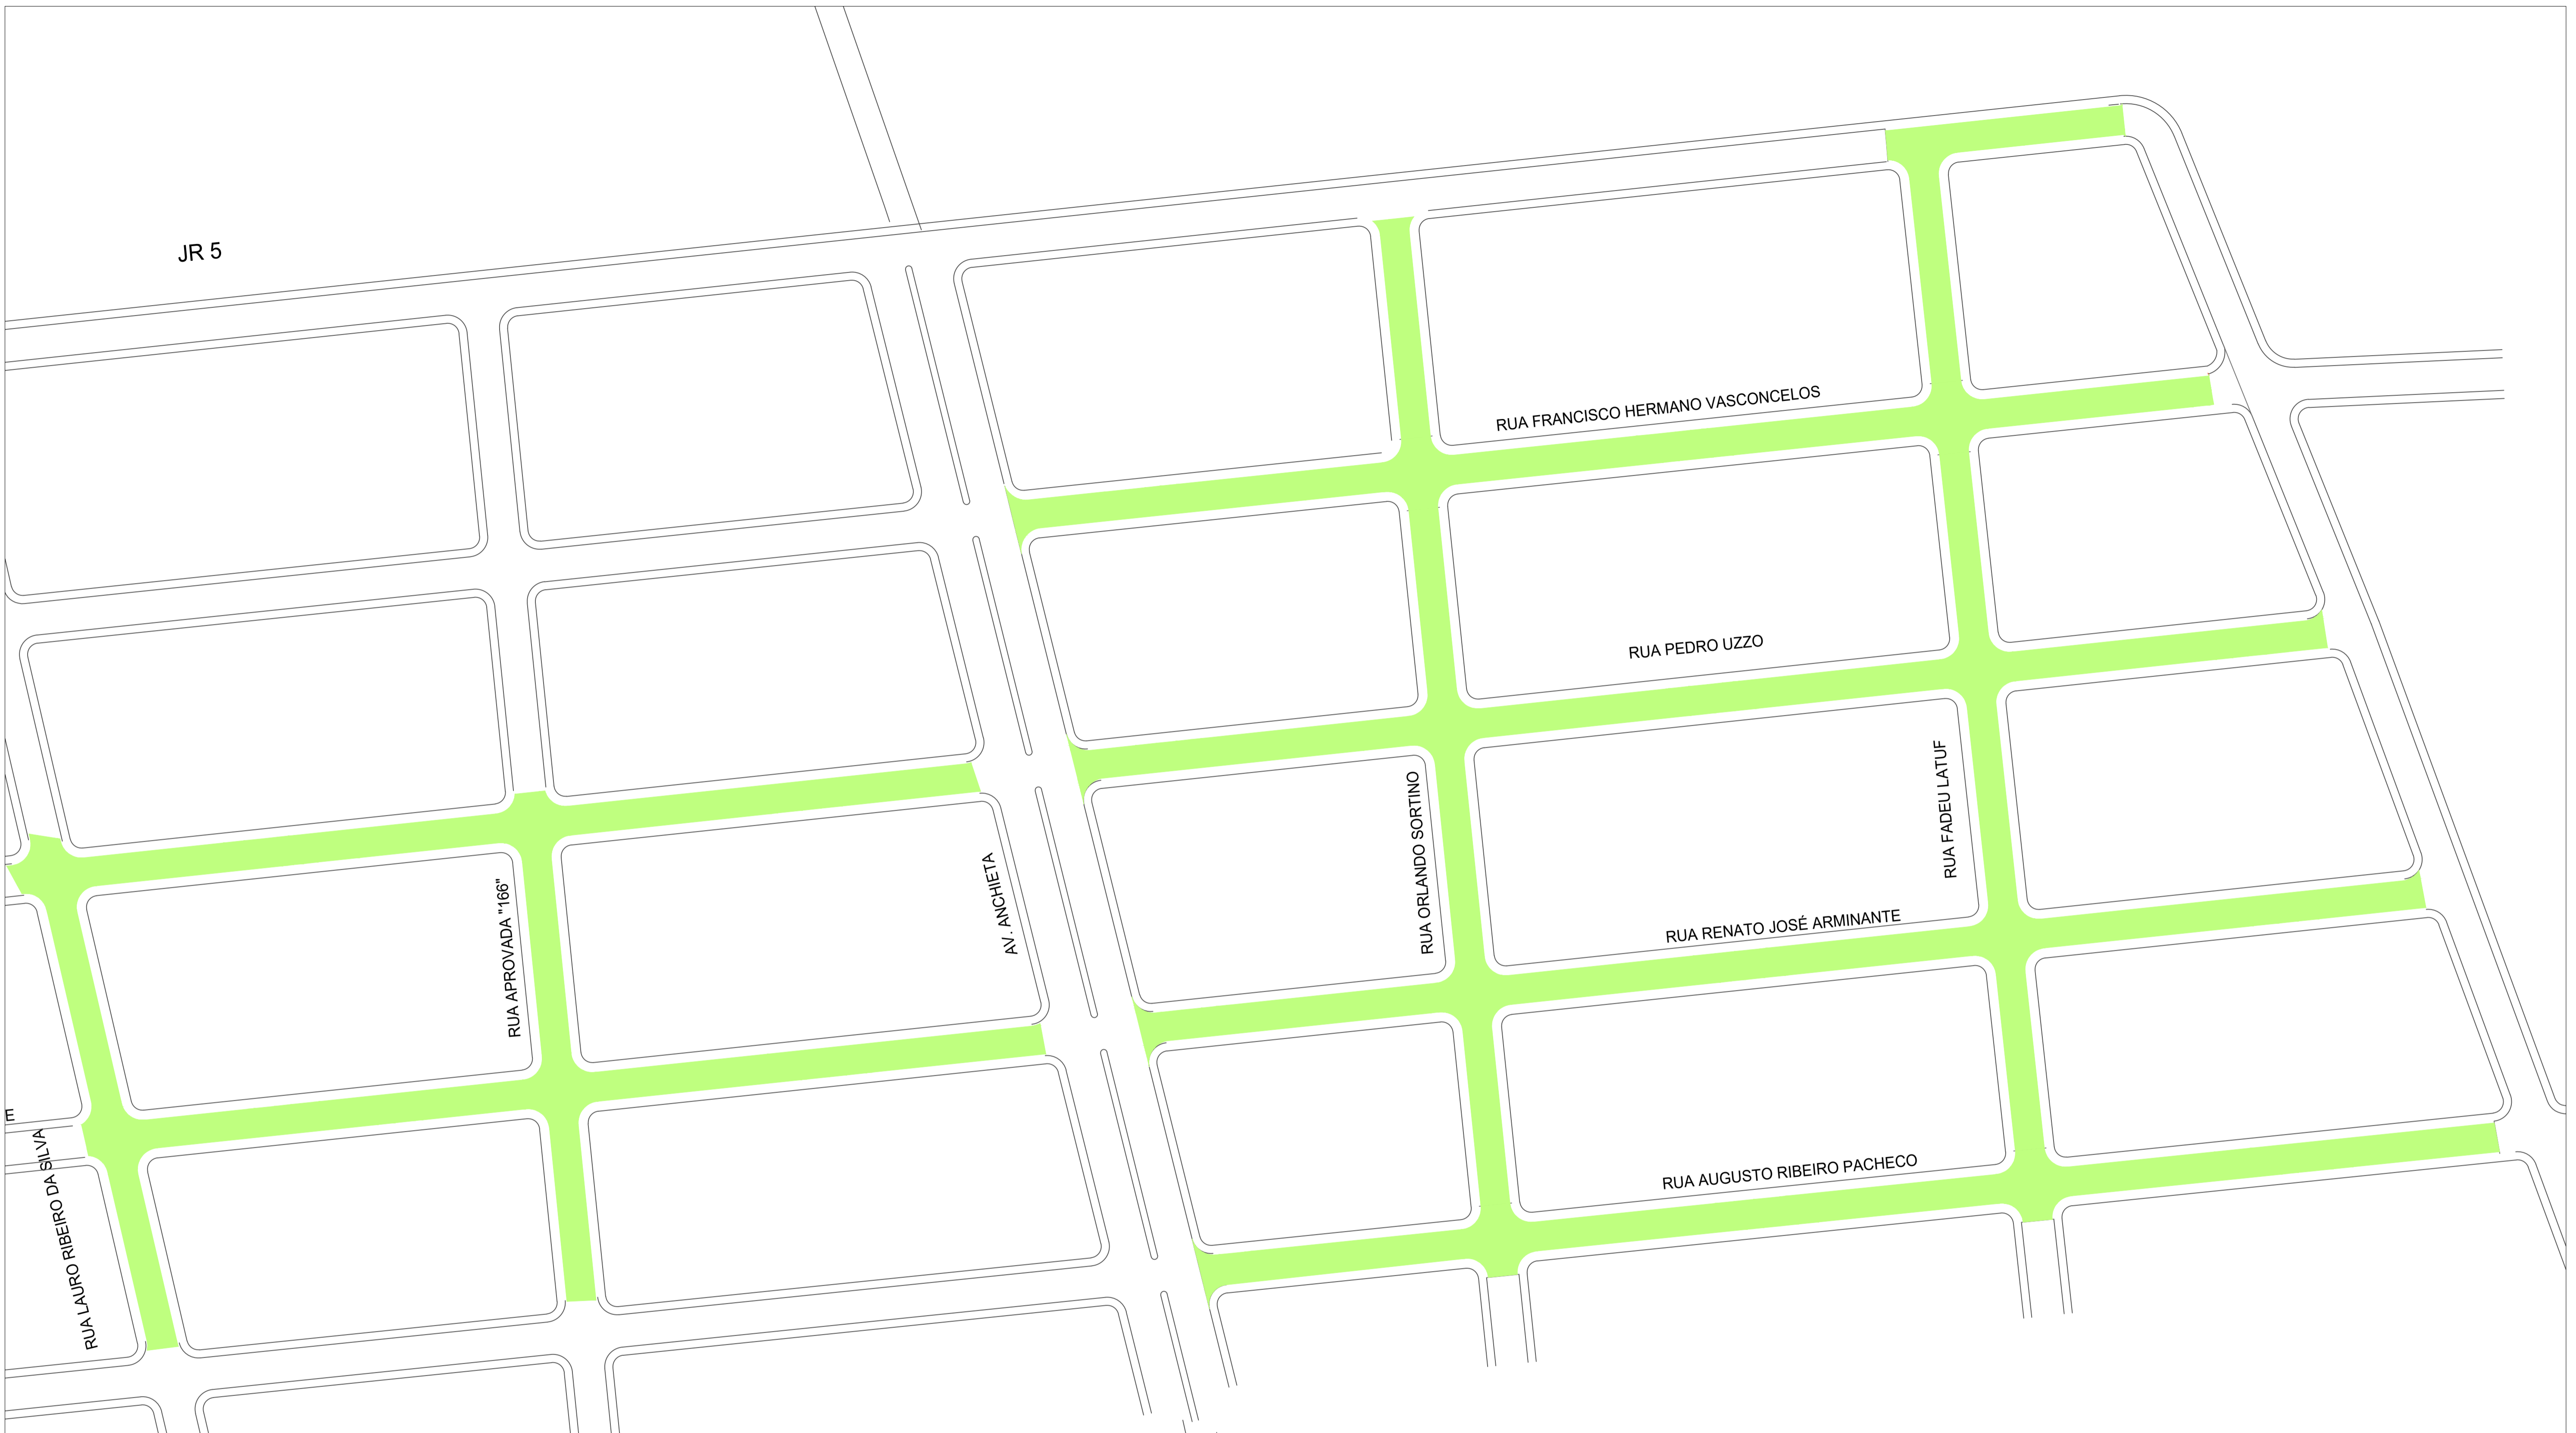 JR 5
RUA FRANCISCO HERMANO VASCONCELOS
RUA PEDRO UZZO
RUA APROVADA "166"
AV. ANCHIETA
RUA ORLANDO SORTINO
RUA FADEU LATUF
RUA RENATO JOSÉ ARMINANTE
E
RUA LAURO RIBEIRO DA SILVA
RUA AUGUSTO RIBEIRO PACHECO